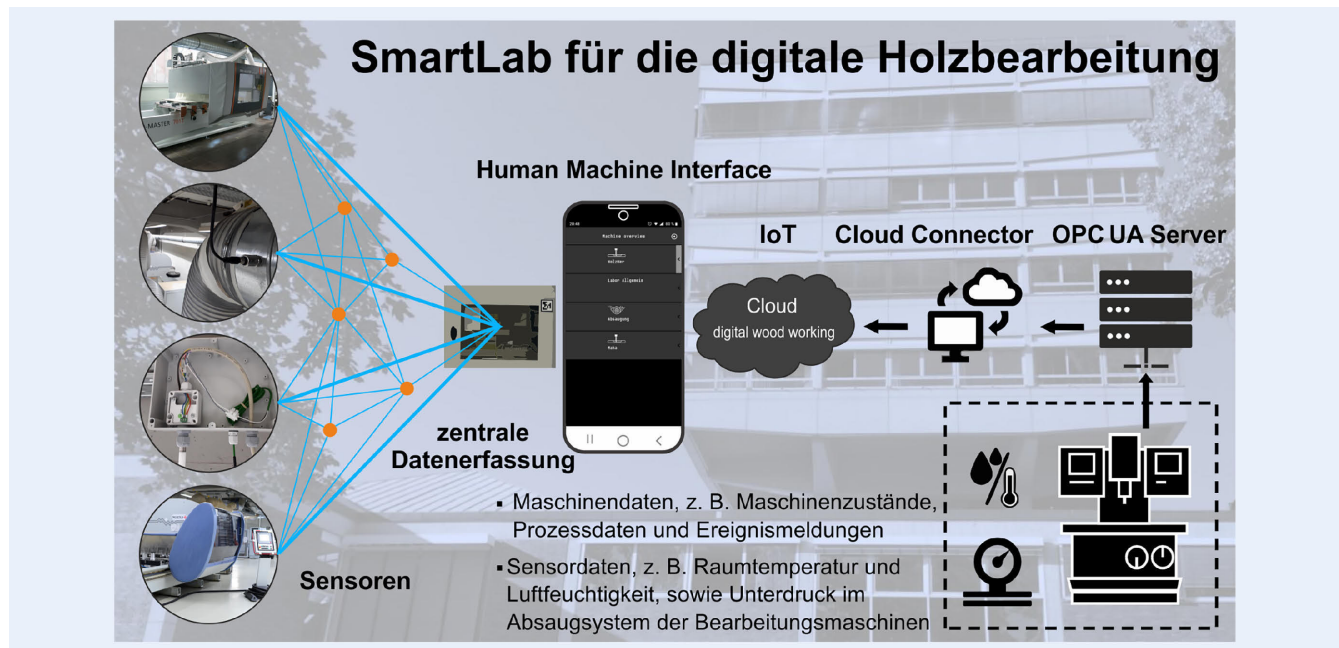 SmartLab für die digitale Holzbearbeitung
MASTER
Human Machine Interface
Machine overview
Labor allgemein
Absaugung
IoT
Cloud Connector
OPC UA Server
Cloud
digital wood working
zentrale
Datenerfassung
Sensoren
▪ Maschinendaten, z. B. Maschinenzustände,
Prozessdaten und Ereignismeldungen
▪ Sensordaten, z. B. Raumtemperatur und
Luftfeuchtigkeit, sowie Unterdruck im
Absaugsystem der Bearbeitungsmaschinen